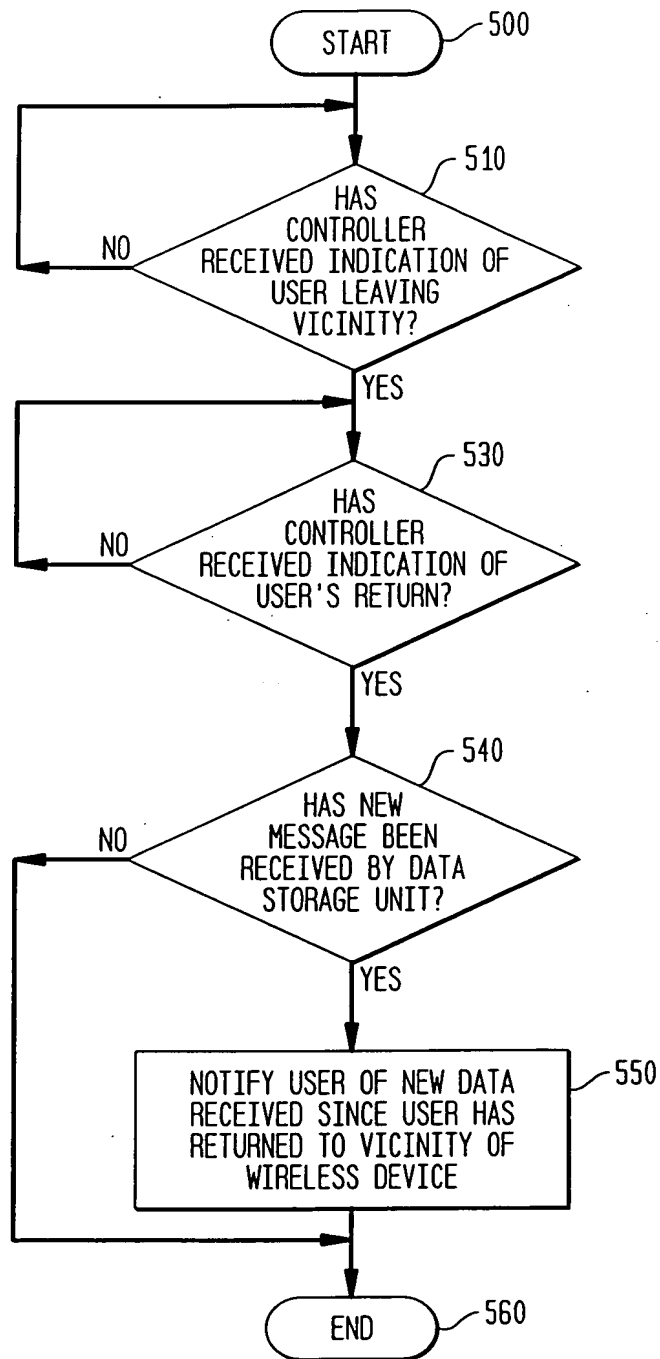 START
500
510
HAS
CONTROLLER
RECEIVED INDICATION OF
USER LEAVING
VICINITY?
NO
YES
530
HAS
CONTROLLER
RECEIVED INDICATION OF
USER'S RETURN?
NO
YES
540
HAS NEW
MESSAGE BEEN
RECEIVED BY DATA
STORAGE UNIT?
NO
YES
550
NOTIFY USER OF NEW DATA
RECEIVED SINCE USER HAS
RETURNED TO VICINITY OF
WIRELESS DEVICE
END
560